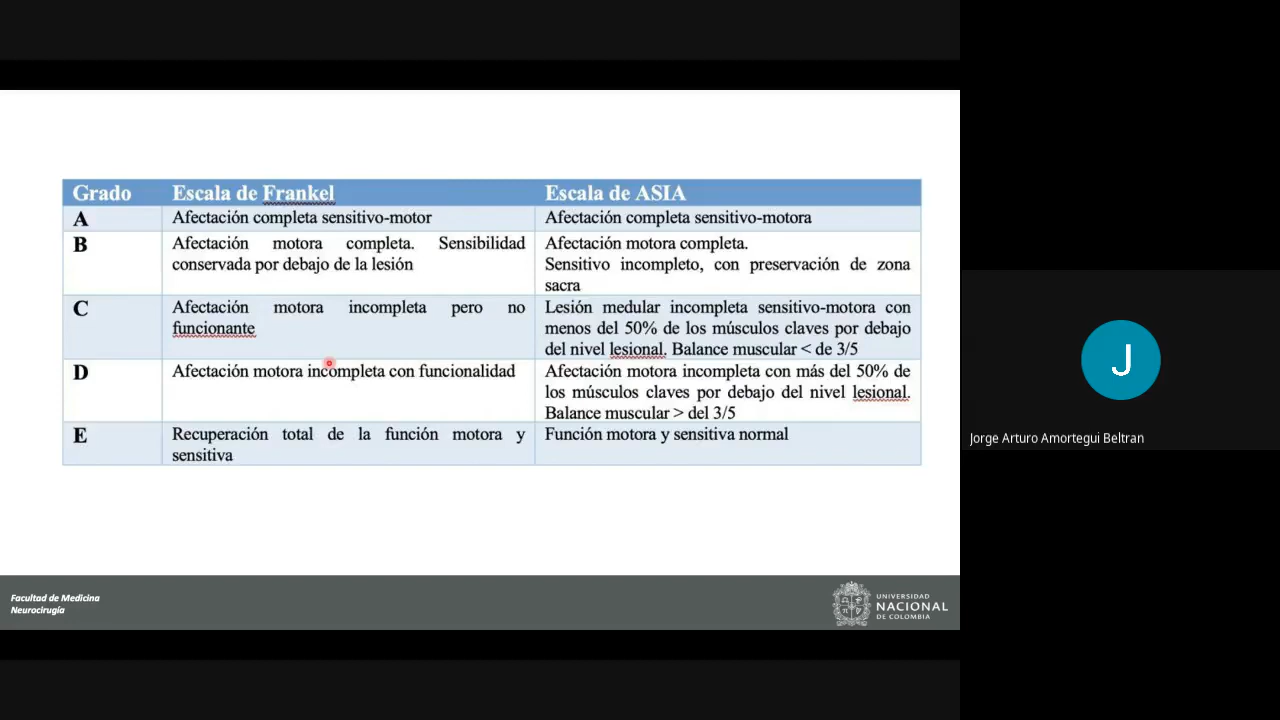 Grado Escala de Frankel Escala de ASIA
A Afectación completa sensitivo-motor Afectación completa sensitivo-motora
B Afectación motora completa. Sensibilidad conservada por debajo de la lesión
Afectación motora completa.
Sensitivo incompleto, con preservación de zona sacra
C Afectación motora incompleta pero no funcionante
Lesión medular incompleta sensitivo-motora con menos del 50% de los músculos claves por debajo del nivel lesional. Balance muscular < de 3/5
D Afectación motora incompleta con funcionalidad
Afectación motora incompleta con más del 50% de los músculos claves por debajo del nivel lesional. Balance muscular > del 3/5
E Recuperación total de la función motora y sensitiva
Función motora y sensitiva normal
Facultad de Medicina
Neurocirugía
UNIVERSIDAD
NACIONAL
DE COLOMBIA
J
Jorge Arturo Amortegui Beltran